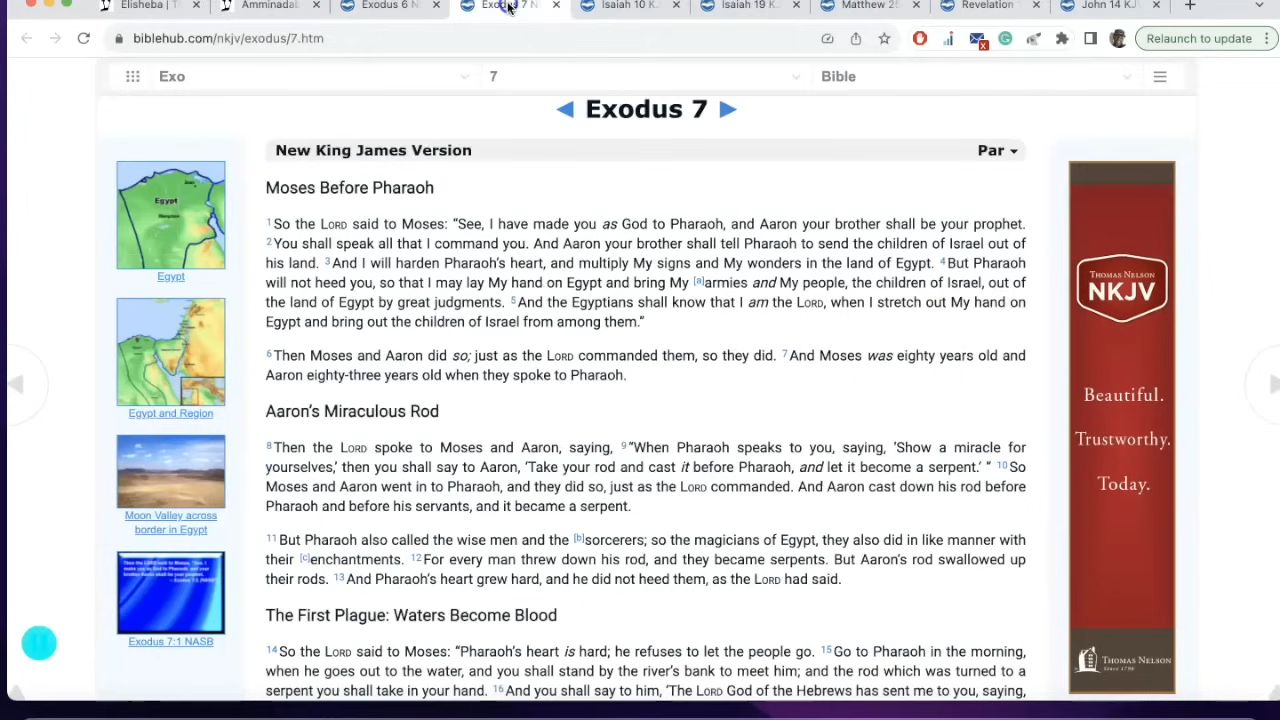 Elisheba | T
Amminadab
Exodus 6 N
Exodus 7 N
Isaiah 10 K
Isaiah 19 K
Matthew 25
Revelation
John 14 KJ
biblehub.com/nkjv/exodus/7.htm
Relaunch to update
Exo 7 Bible
Exodus 7
New King James Version Par
Moses Before Pharaoh
1 So the LORD said to Moses: “See, I have made you as God to Pharaoh, and Aaron your brother shall be your prophet.
2 You shall speak all that I command you. And Aaron your brother shall tell Pharaoh to send the children of Israel out of
his land. 3 And I will harden Pharaoh’s heart, and multiply My signs and My wonders in the land of Egypt. 4 But Pharaoh
will not heed you, so that I may lay My hand on Egypt and bring My [a]armies and My people, the children of Israel, out of
the land of Egypt by great judgments. 5 And the Egyptians shall know that I am the LORD, when I stretch out My hand on
Egypt and bring out the children of Israel from among them.”
6 Then Moses and Aaron did so; just as the LORD commanded them, so they did. 7 And Moses was eighty years old and
Aaron eighty-three years old when they spoke to Pharaoh.
Aaron’s Miraculous Rod
8 Then the LORD spoke to Moses and Aaron, saying, 9 “When Pharaoh speaks to you, saying, ‘Show a miracle for
yourselves,’ then you shall say to Aaron, ‘Take your rod and cast it before Pharaoh, and let it become a serpent.’ ” 10 So
Moses and Aaron went in to Pharaoh, and they did so, just as the LORD commanded. And Aaron cast down his rod before
Pharaoh and before his servants, and it became a serpent.
11 But Pharaoh also called the wise men and the [b]sorcerers; so the magicians of Egypt, they also did in like manner with
their [c]enchantments. 12 For every man threw down his rod, and they became serpents. But Aaron’s rod swallowed up
their rods. 13 And Pharaoh’s heart grew hard, and he did not heed them, as the LORD had said.
The First Plague: Waters Become Blood
14 So the LORD said to Moses: “Pharaoh’s heart is hard; he refuses to let the people go. 15 Go to Pharaoh in the morning,
when he goes out to the water, and you shall stand by the river’s bank to meet him; and the rod which was turned to a
serpent you shall take in your hand. 16 And you shall say to him, ‘The LORD God of the Hebrews has sent me to you, saying,
Egypt
Egypt
Egypt and Region
Moon Valley across
border in Egypt
Exodus 7:1 NASB
THOMAS NELSON
NKJV
Beautiful.
Trustworthy.
Today.
THOMAS NELSON
Since 1798